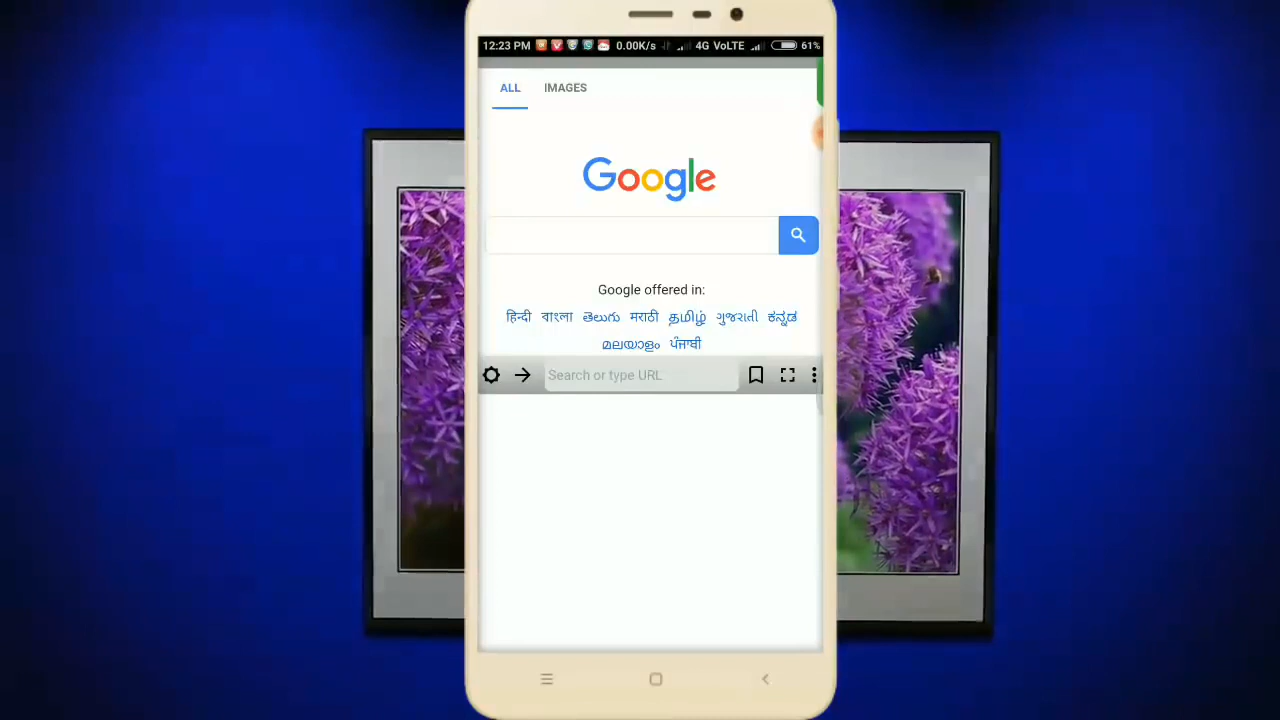 12:23 PM 0.00K/s 4G VoLTE 61%
ALL IMAGES
Google
Google offered in:
हिन्दी বাংলা తెలుగు मराठी தமிழ் ગુજરાતી ಕನ್ನಡ
മലയാളം ਪੰਜਾਬੀ
Search or type URL